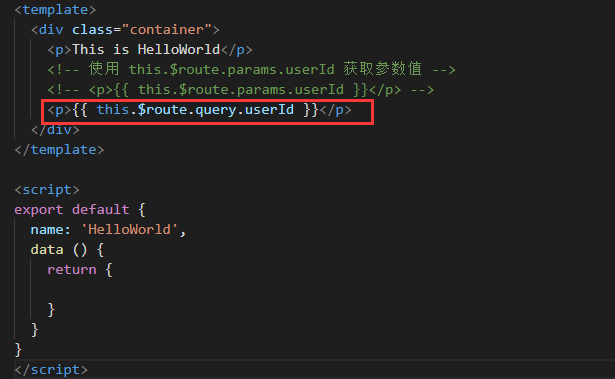 <template>
  <div class="container">
    <p>This is HelloWorld</p>
    <!-- 使用 this.$route.params.userId 获取参数值 -->
    <!-- <p>{{ this.$route.params.userId }}</p> -->
    <p>{{ this.$route.query.userId }}</p>
  </div>
</template>

<script>
export default {
  name: 'HelloWorld',
  data () {
    return {

    }
  }
}
</script>